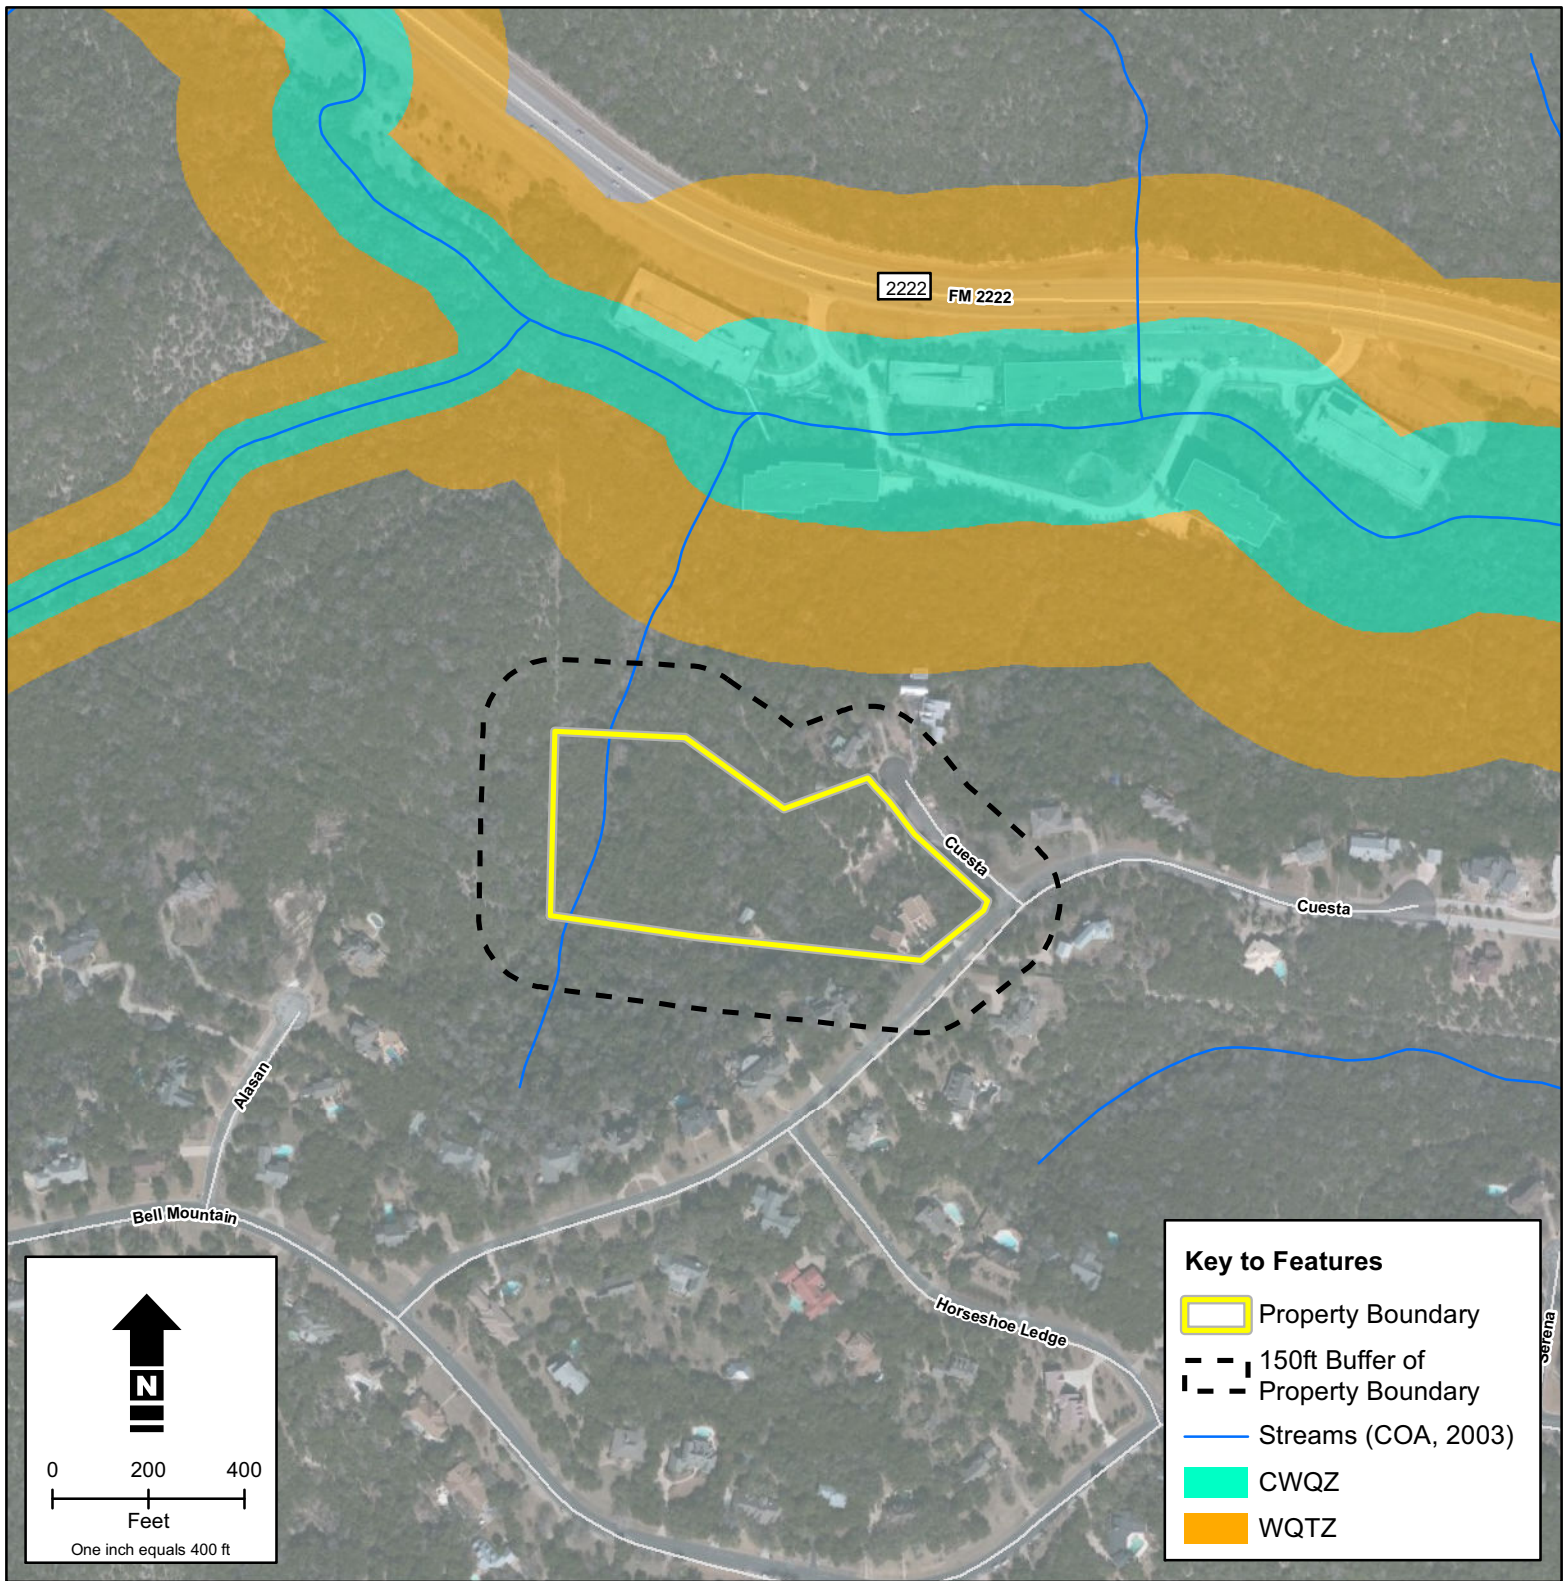 2222
FM 2222
Cuesta
Cuesta
Alasan
Bell Mountain
Horseshoe Ledge
Serena
N
0 200 400
Feet
One inch equals 400 ft
Key to Features
Property Boundary
150ft Buffer of
Property Boundary
Streams (COA, 2003)
CWQZ
WQTZ